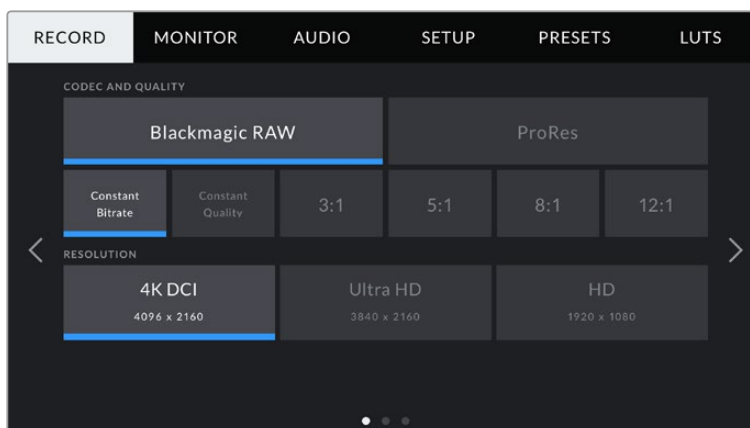 RECORD MONITOR AUDIO SETUP PRESETS LUTS
CODEC AND QUALITY
Blackmagic RAW ProRes
Constant Bitrate Constant Quality 3:1 5:1 8:1 12:1
RESOLUTION
4K DCI Ultra HD HD
4096 x 2160 3840 x 2160 1920 x 1080